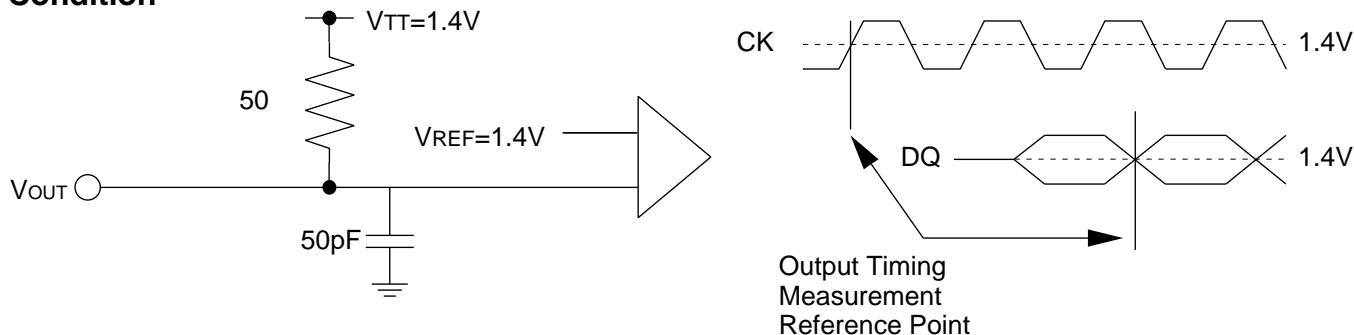 Condition
VTT=1.4V
50
VREF=1.4V
VOUT
50pF
CK
1.4V
DQ
1.4V
Output Timing
Measurement
Reference Point